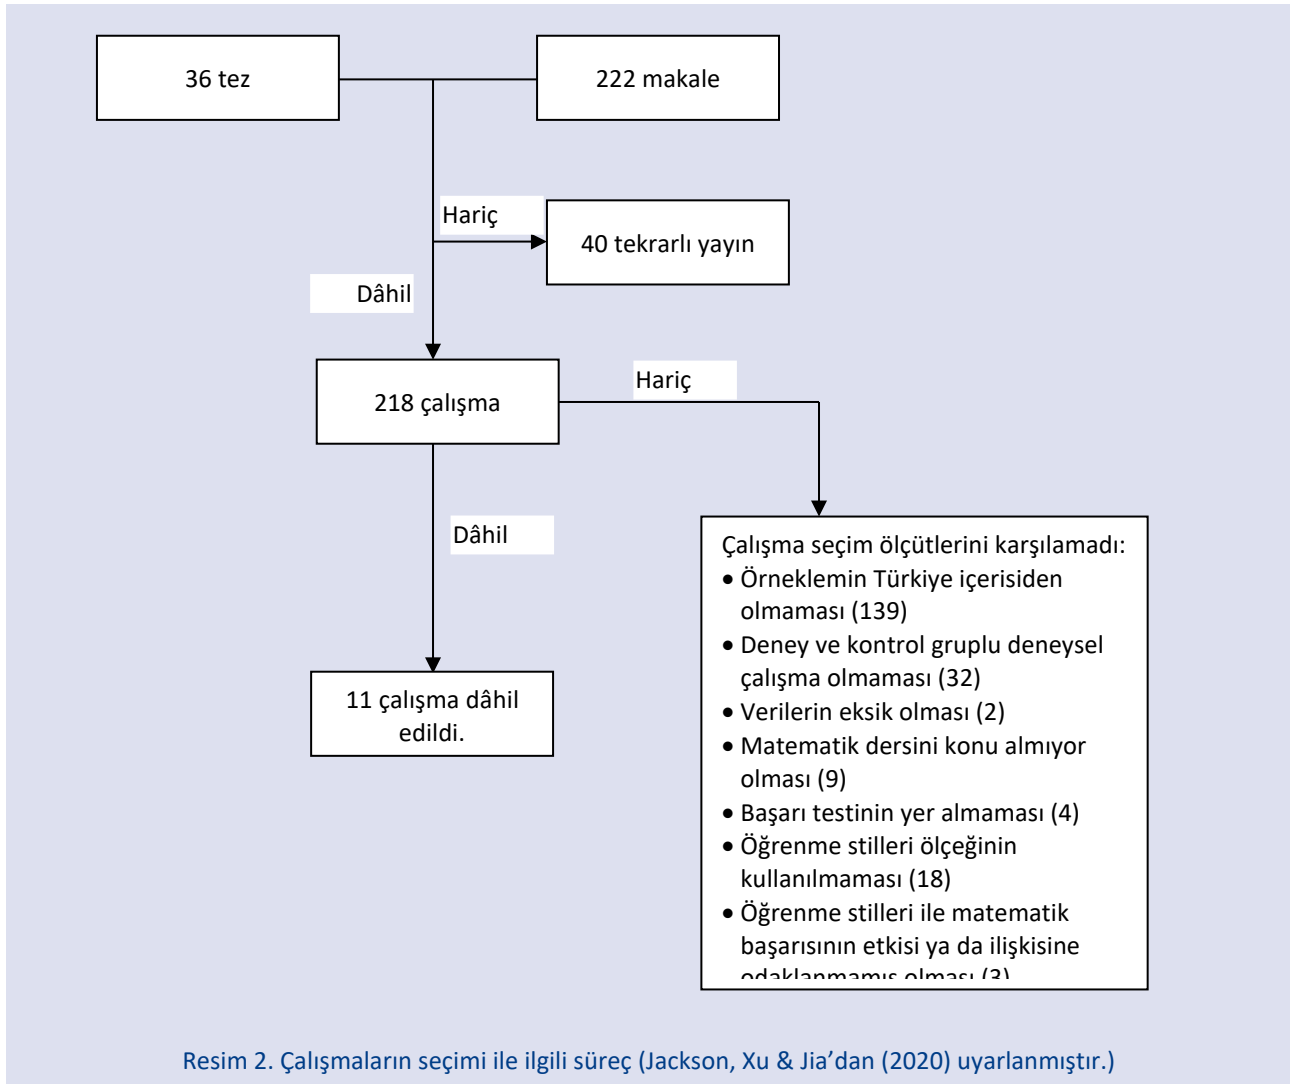 36 tez
222 makale
Hariç
40 tekrarlı yayın
Dâhil
218 çalışma
Hariç
Dâhil
11 çalışma dâhil
edildi.
Çalışma seçim ölçütlerini karşılamadı:
• Örneklemin Türkiye içerisiden
olmaması (139)
• Deney ve kontrol gruplu deneysel
çalışma olmaması (32)
• Verilerin eksik olması (2)
• Matematik dersini konu almıyor
olması (9)
• Başarı testinin yer almaması (4)
• Öğrenme stilleri ölçeğinin
kullanılmaması (18)
• Öğrenme stilleri ile matematik
başarısının etkisi ya da ilişkisine
odaklanmamış olması (3)
Resim 2. Çalışmaların seçimi ile ilgili süreç (Jackson, Xu & Jia’dan (2020) uyarlanmıştır.)